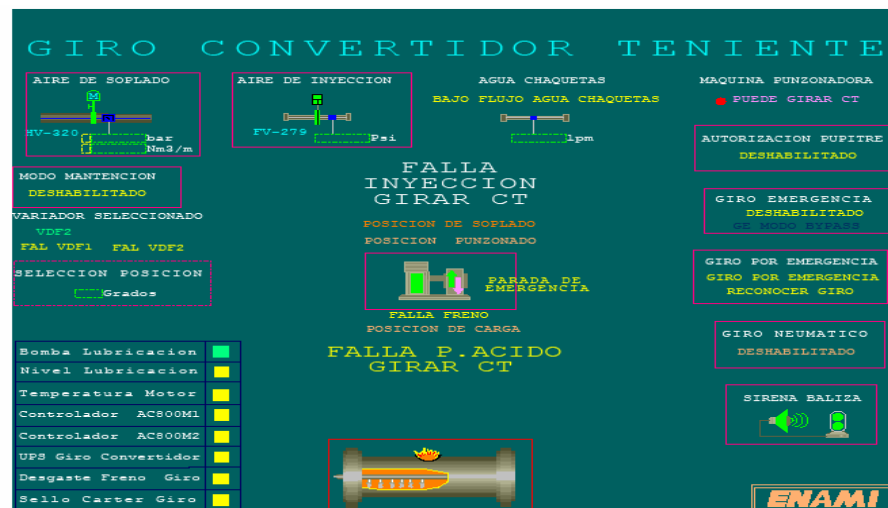 GIRO CONVERTIDOR TENIENTE
AIRE DE SOPLADO
M
HV-320
bar
Nm3/m
AIRE DE INYECCION
FV-279
Psi
AGUA CHAQUETAS
BAJO FLUJO AGUA CHAQUETAS
lpm
MAQUINA PUNZONADORA
PUEDE GIRAR CT
AUTORIZACION PUPITRE
DESHABILITADO
MODO MANTENCION
DESHABILITADO
VARIADOR SELECCIONADO
VDF2
FAL VDF1 FAL VDF2
SELECCION POSICION
Grados
FALLA
INYECCION
GIRAR CT
POSICION DE SOPLADO
POSICION PUNZONADO
PARADA DE
EMERGENCIA
FALLA FRENO
POSICION DE CARGA
FALLA P.ACIDO
GIRAR CT
GIRO EMERGENCIA
DESHABILITADO
GE MODO BYPASS
GIRO POR EMERGENCIA
GIRO POR EMERGENCIA
RECONOCER GIRO
GIRO NEUMATICO
DESHABILITADO
SIRENA BALIZA
Bomba Lubricacion
Nivel Lubricacion
Temperatura Motor
Controlador AC800M1
Controlador AC800M2
UPS Giro Convertidor
Desgaste Freno Giro
Sello Carter Giro
ENAMI